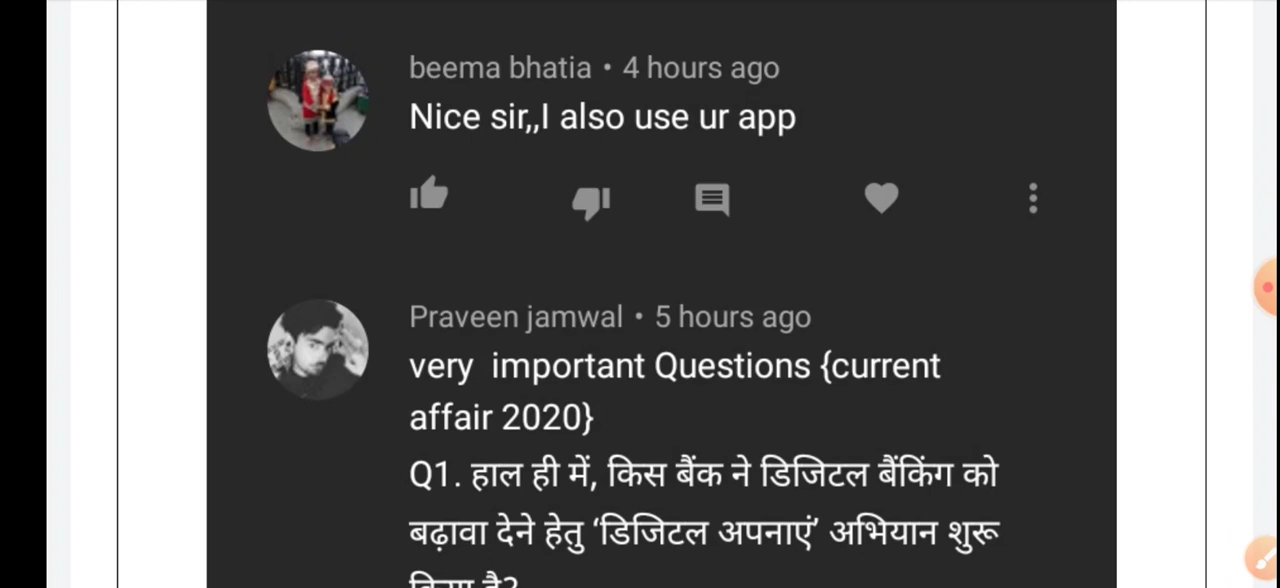 beema bhatia • 4 hours ago
Nice sir,,I also use ur app
Praveen jamwal • 5 hours ago
very important Questions {current
affair 2020}
Q1. हाल ही में, किस बैंक ने डिजिटल बैंकिंग को
बढ़ावा देने हेतु ‘डिजिटल अपनाएं’ अभियान शुरू